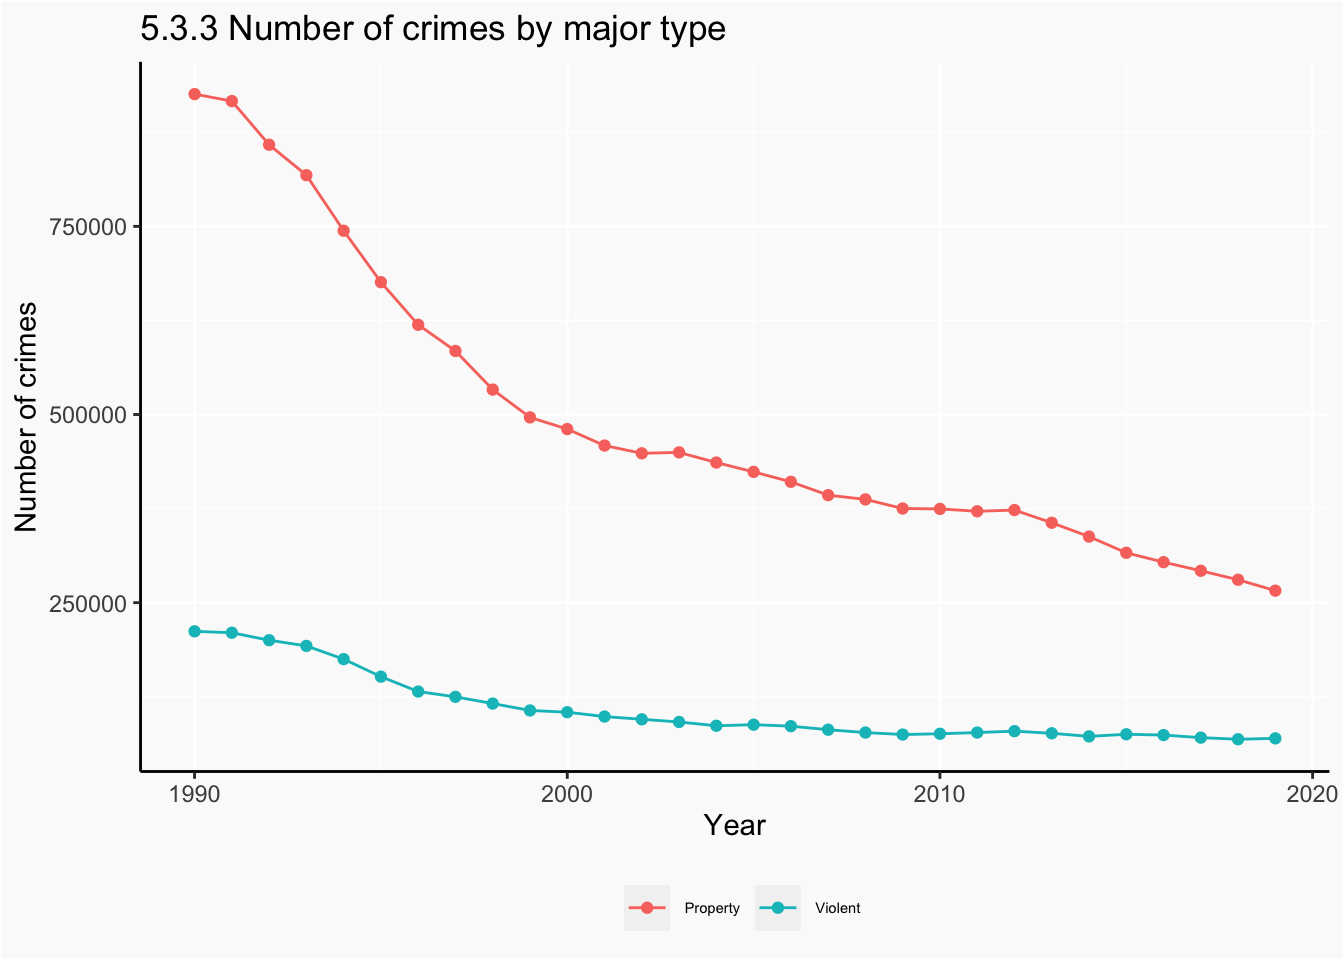 5.3.3 Number of crimes by major type
Number of crimes
750000
500000
250000
1990 2000 2010 2020
Year
Property Violent